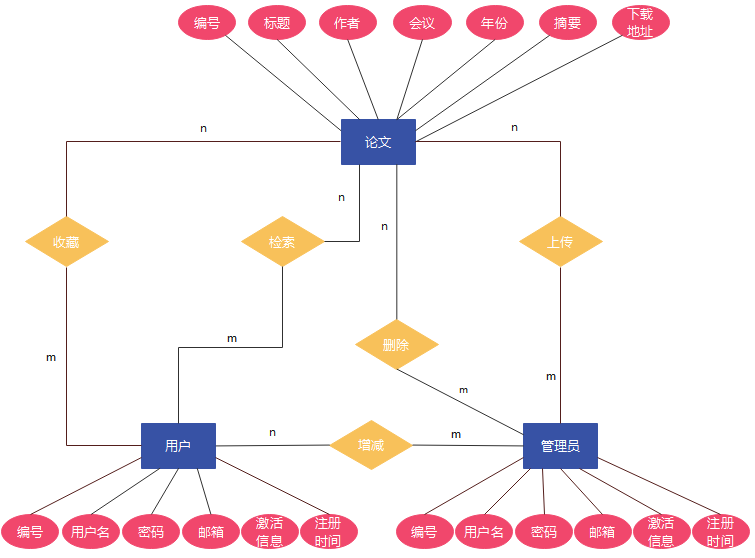 编号
标题
作者
会议
年份
摘要
下载
地址
n
n
论文
n
n
收藏
检索
上传
m
删除
m
m
m
n
m
用户
增减
管理员
编号
用户名
密码
邮箱
激活
信息
注册
时间
编号
用户名
密码
邮箱
激活
信息
注册
时间